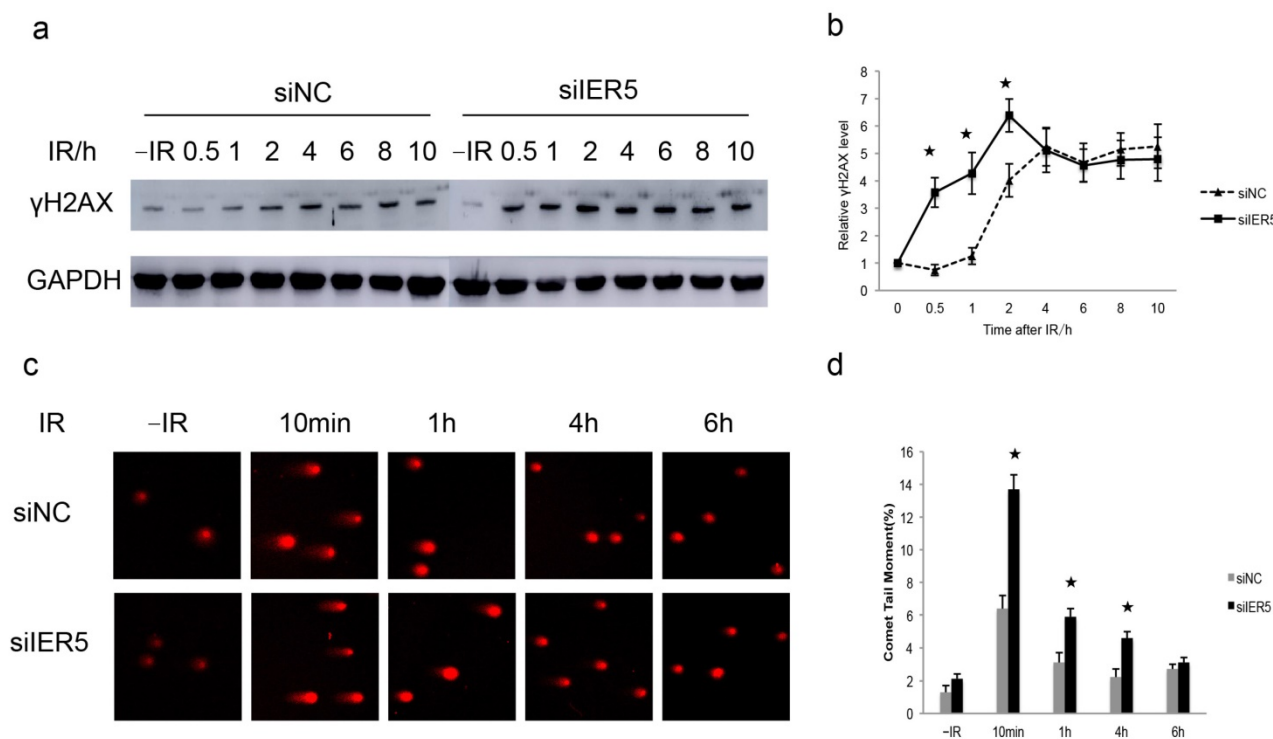 a
siNC siIER5
IR/h −IR 0.5 1 2 4 6 8 10 −IR 0.5 1 2 4 6 8 10
γH2AX
GAPDH
b
8
7
6
5
4
3
2
1
0
Relative γH2AX level
0 0.5 1 2 4 6 8 10
Time after IR/h
siNC
siIER5
c
IR −IR 10min 1h 4h 6h
siNC
siIER5
d
16
14
12
10
8
6
4
2
0
Comet Tail Moment(%)
−IR 10min 1h 4h 6h
siNC
siIER5